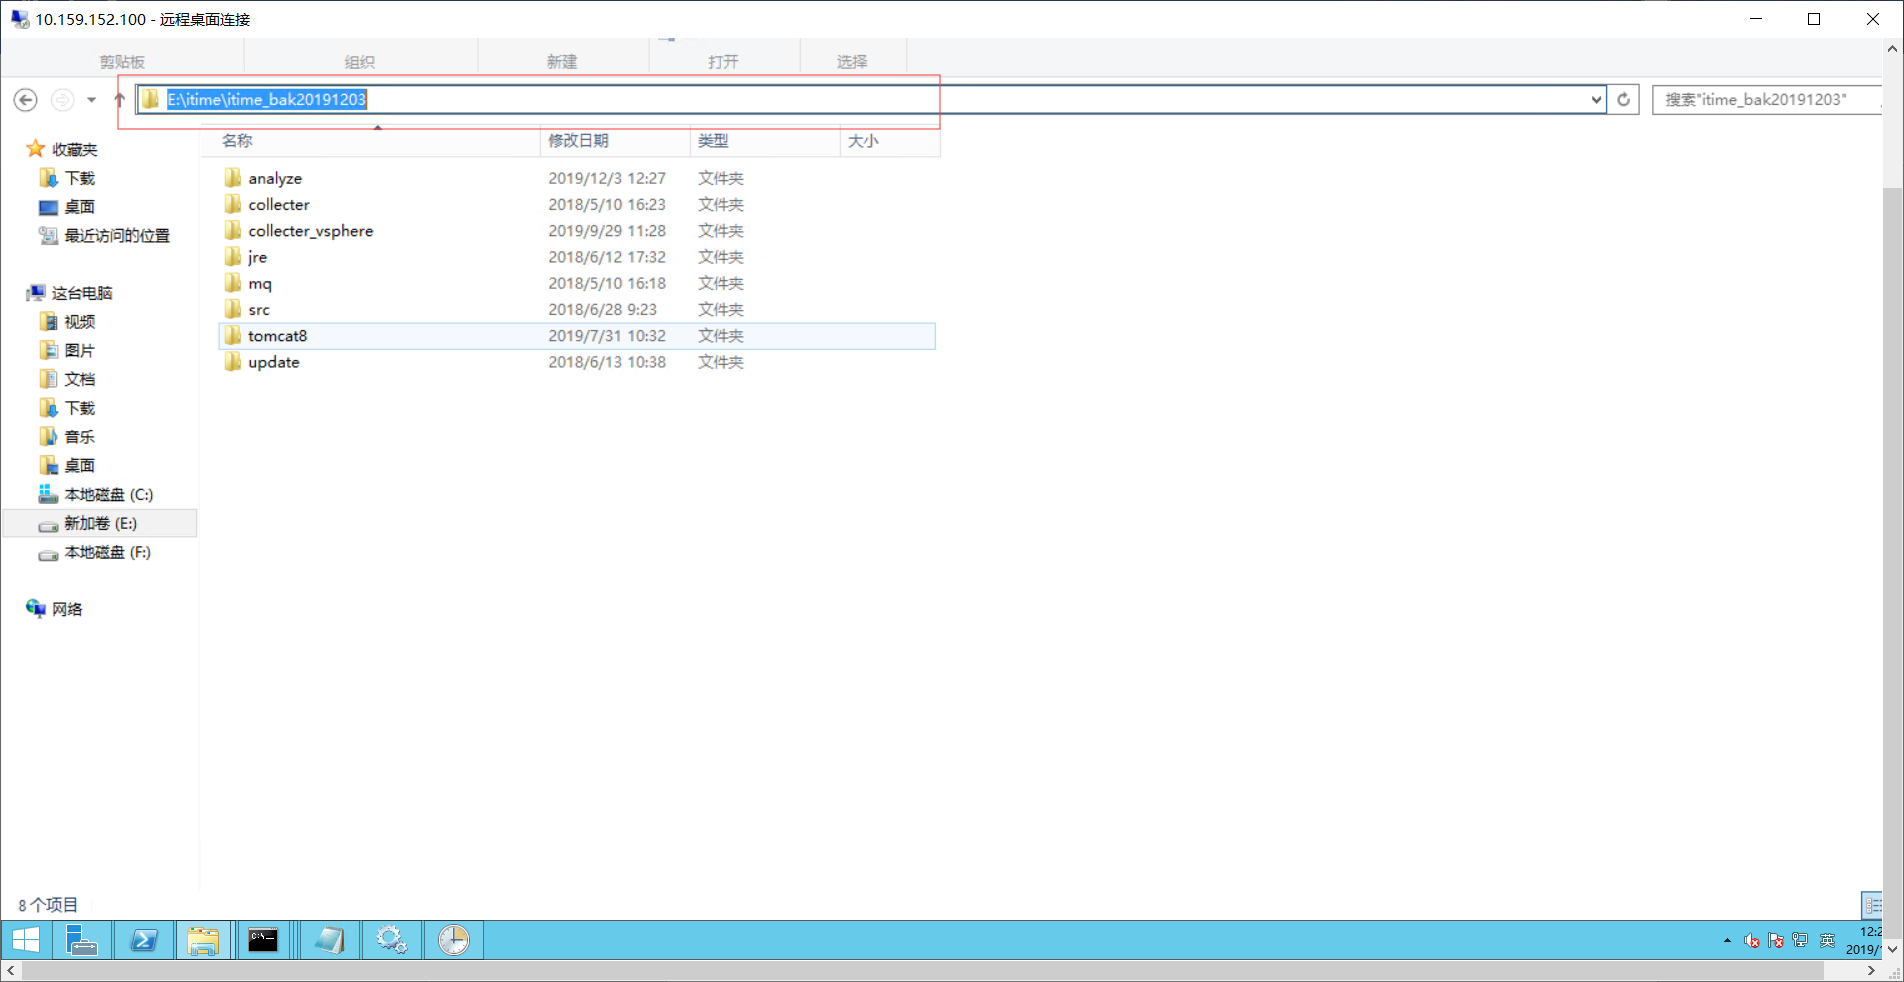 10.159.152.100 - 远程桌面连接
剪贴板 组织 新建 打开 选择
E:\itime\itime_bak20191203 搜索"itime_bak20191203"
名称 修改日期 类型 大小
收藏夹
下载
桌面
最近访问的位置
这台电脑
视频
图片
文档
下载
音乐
桌面
本地磁盘 (C:)
新加卷 (E:)
本地磁盘 (F:)
网络
analyze 2019/12/3 12:27 文件夹
collecter 2018/5/10 16:23 文件夹
collecter_vsphere 2019/9/29 11:28 文件夹
jre 2018/6/12 17:32 文件夹
mq 2018/5/10 16:18 文件夹
src 2018/6/28 9:23 文件夹
tomcat8 2019/7/31 10:32 文件夹
update 2018/6/13 10:38 文件夹
8 个项目
C:\
英
12:2
2019/